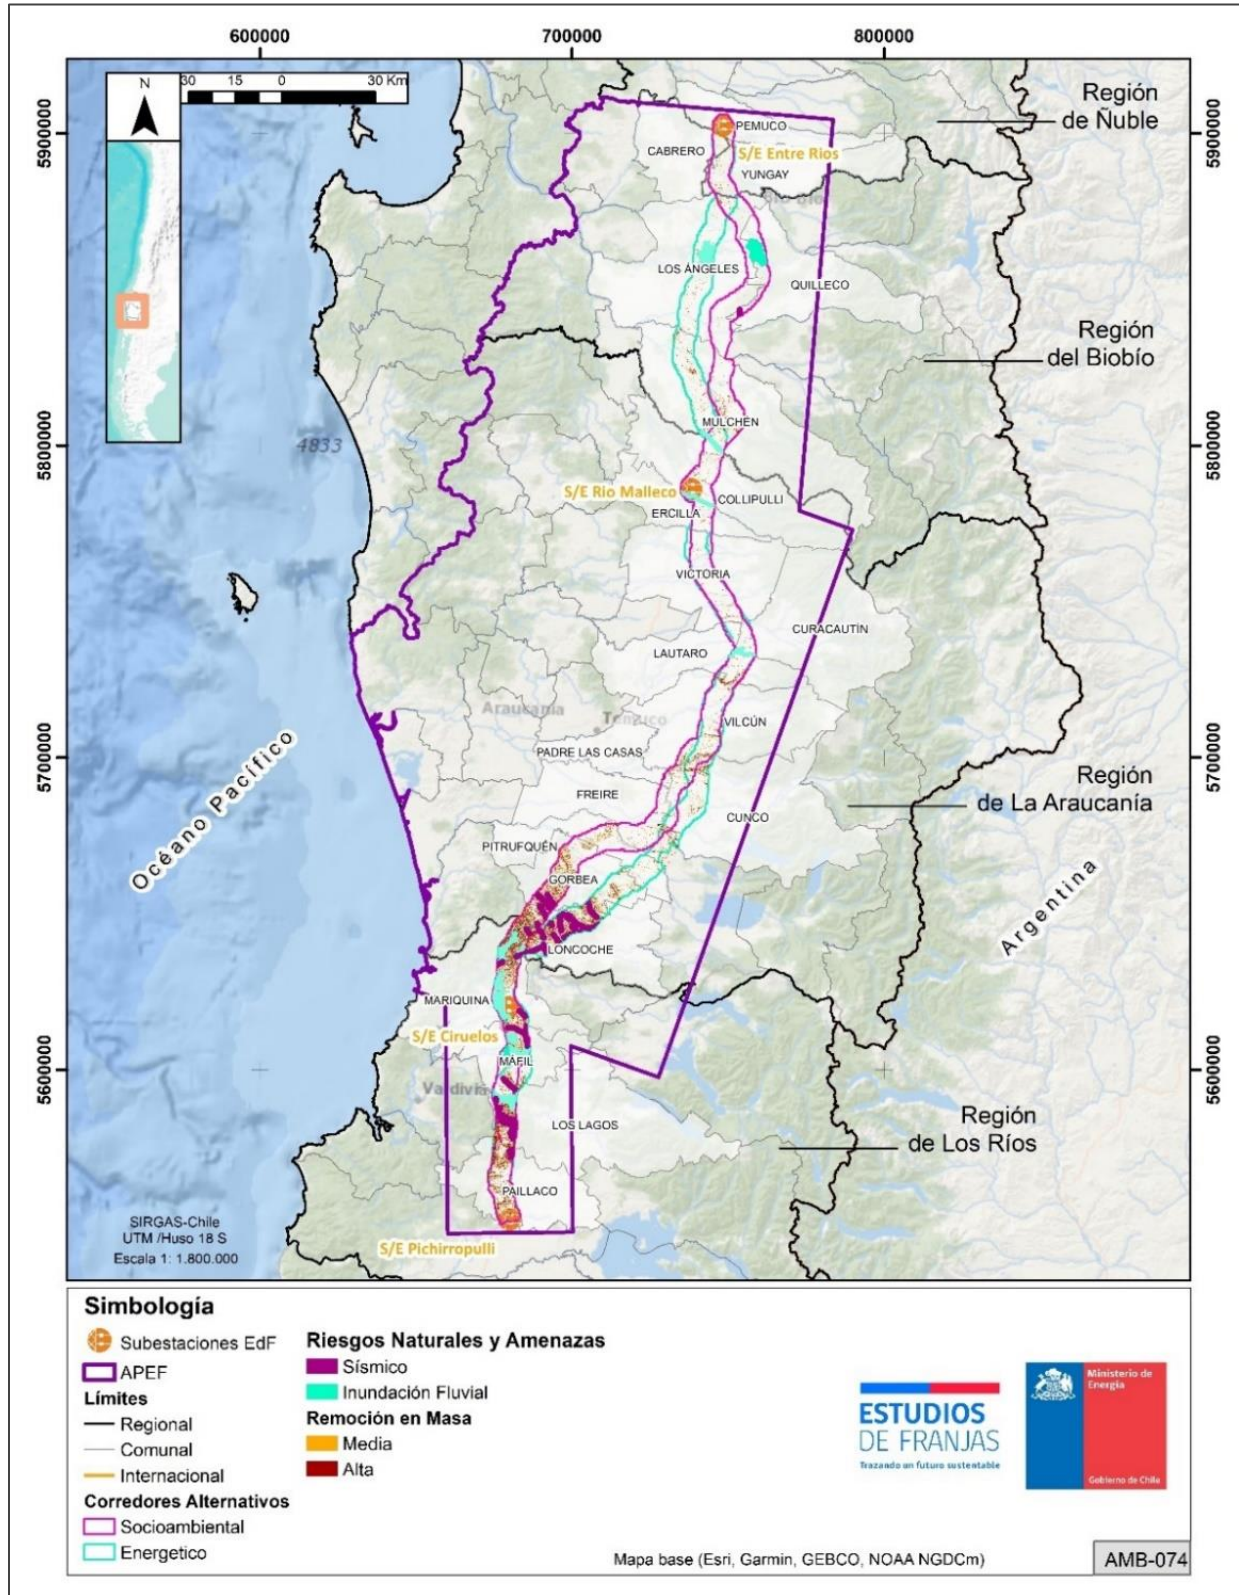 600000
700000
800000
30 15 0 30 Km
N
5900000
5800000
5700000
5600000
5900000
5800000
5700000
5600000
Región
de Ñuble
PEMUCO
CABRERO
S/E Entre Rios
YUNGAY
LOS ÁNGELES
QUILLECO
Región
del Biobío
MULCHÉN
4833
S/E Rio Malleco
COLLIPULLI
ERCILLA
VICTORIA
CURACAUTÍN
LAUTARO
Araucanía
Temuco
VILCÚN
PADRE LAS CASAS
Océano Pacífico
FREIRE
Región
de La Araucanía
CUNCO
PITRUFQUÉN
GORBEA
Argentina
LONCOCHE
MARIQUINA
S/E Ciruelos
MÁFIL
Valdivia
LOS LAGOS
Región
de Los Ríos
PAILLACO
S/E Pichirropulli
SIRGAS-Chile
UTM /Huso 18 S
Escala 1: 1.800.000
Simbología
Subestaciones EdF
APEF
Límites
Regional
Comunal
Internacional
Corredores Alternativos
Socioambiental
Energetico
Riesgos Naturales y Amenazas
Sísmico
Inundación Fluvial
Remoción en Masa
Media
Alta
ESTUDIOS
DE FRANJAS
Trazando un futuro sustentable
Ministerio de
Energía
Gobierno de Chile
Mapa base (Esri, Garmin, GEBCO, NOAA NGDCm)
AMB-074